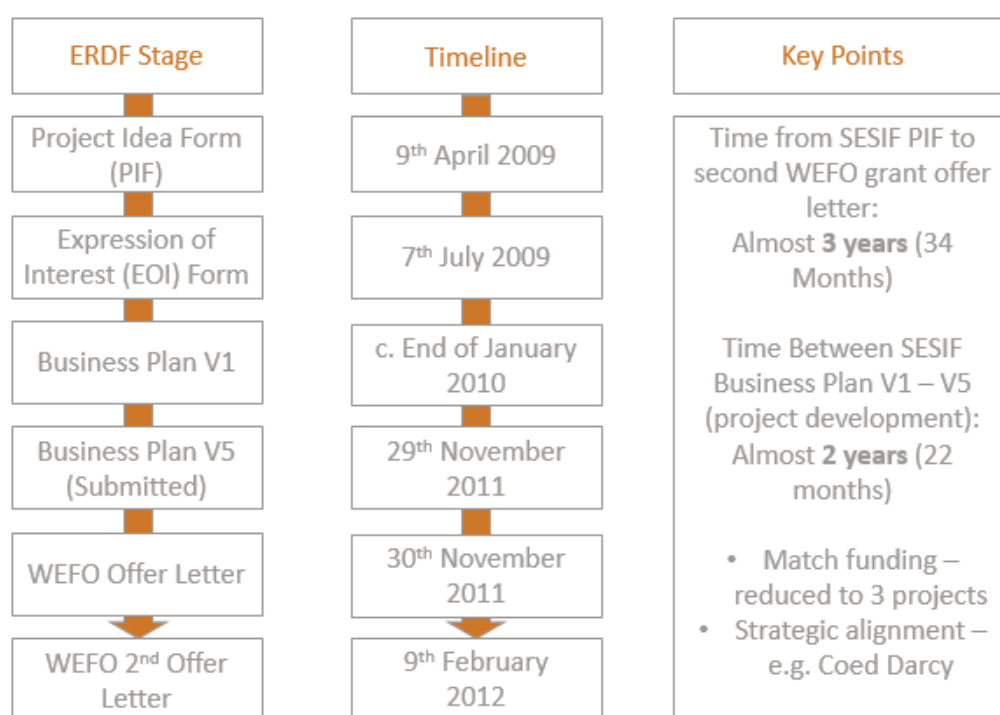 ERDF Stage
Project Idea Form
(PIF)
Expression of
Interest (EOI) Form
Business Plan V1
Business Plan V5
(Submitted)
WEFO Offer Letter
WEFO 2nd Offer
Letter
Timeline
9th April 2009
7th July 2009
c. End of January
2010
29th November
2011
30th November
2011
9th February
2012
Key Points
Time from SESIF PIF to
second WEFO grant offer
letter:
Almost 3 years (34
Months)
Time Between SESIF
Business Plan V1 – V5
(project development):
Almost 2 years (22
months)
• Match funding –
reduced to 3 projects
• Strategic alignment –
e.g. Coed Darcy